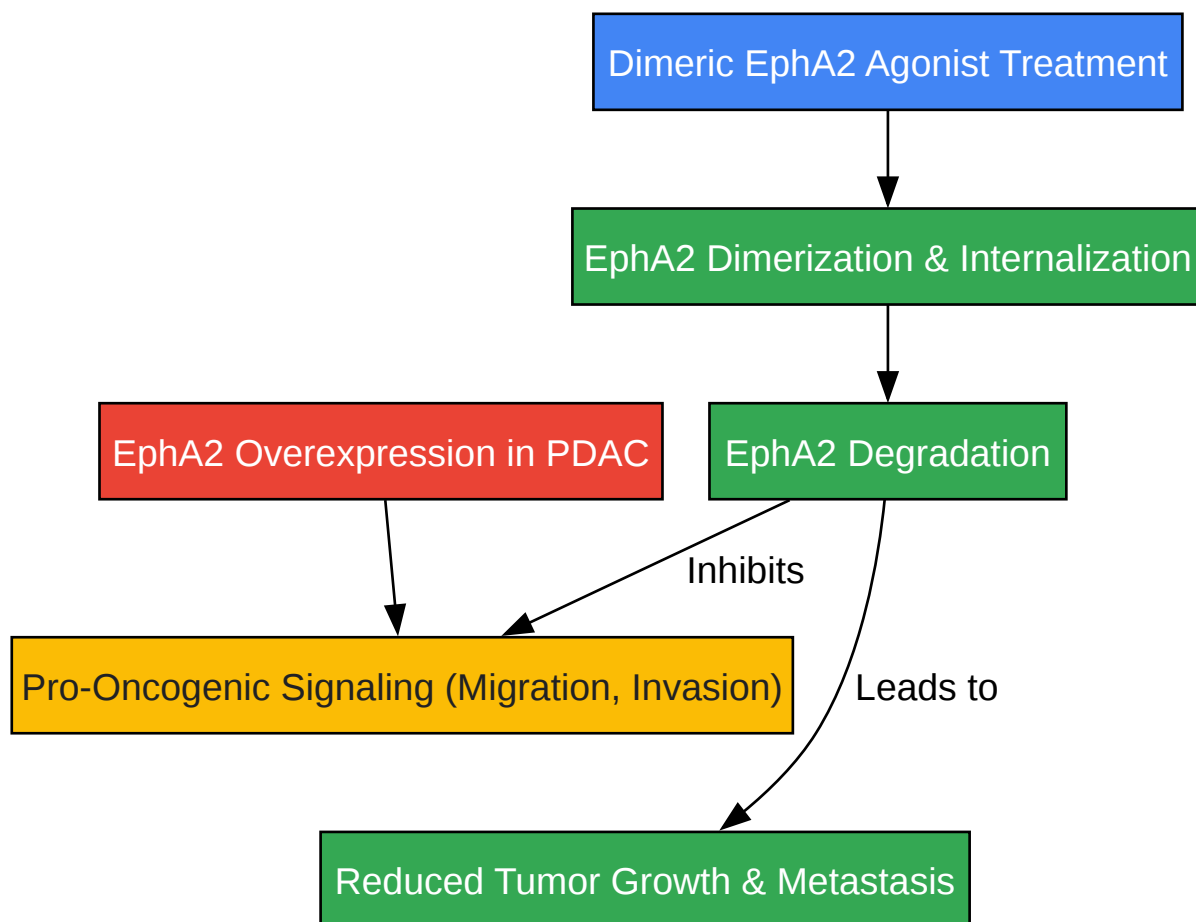 Dimeric EphA2 Agonist Treatment
EphA2 Dimerization & Internalization
EphA2 Overexpression in PDAC
EphA2 Degradation
Inhibits
Pro-Oncogenic Signaling (Migration, Invasion)
Leads to
Reduced Tumor Growth & Metastasis